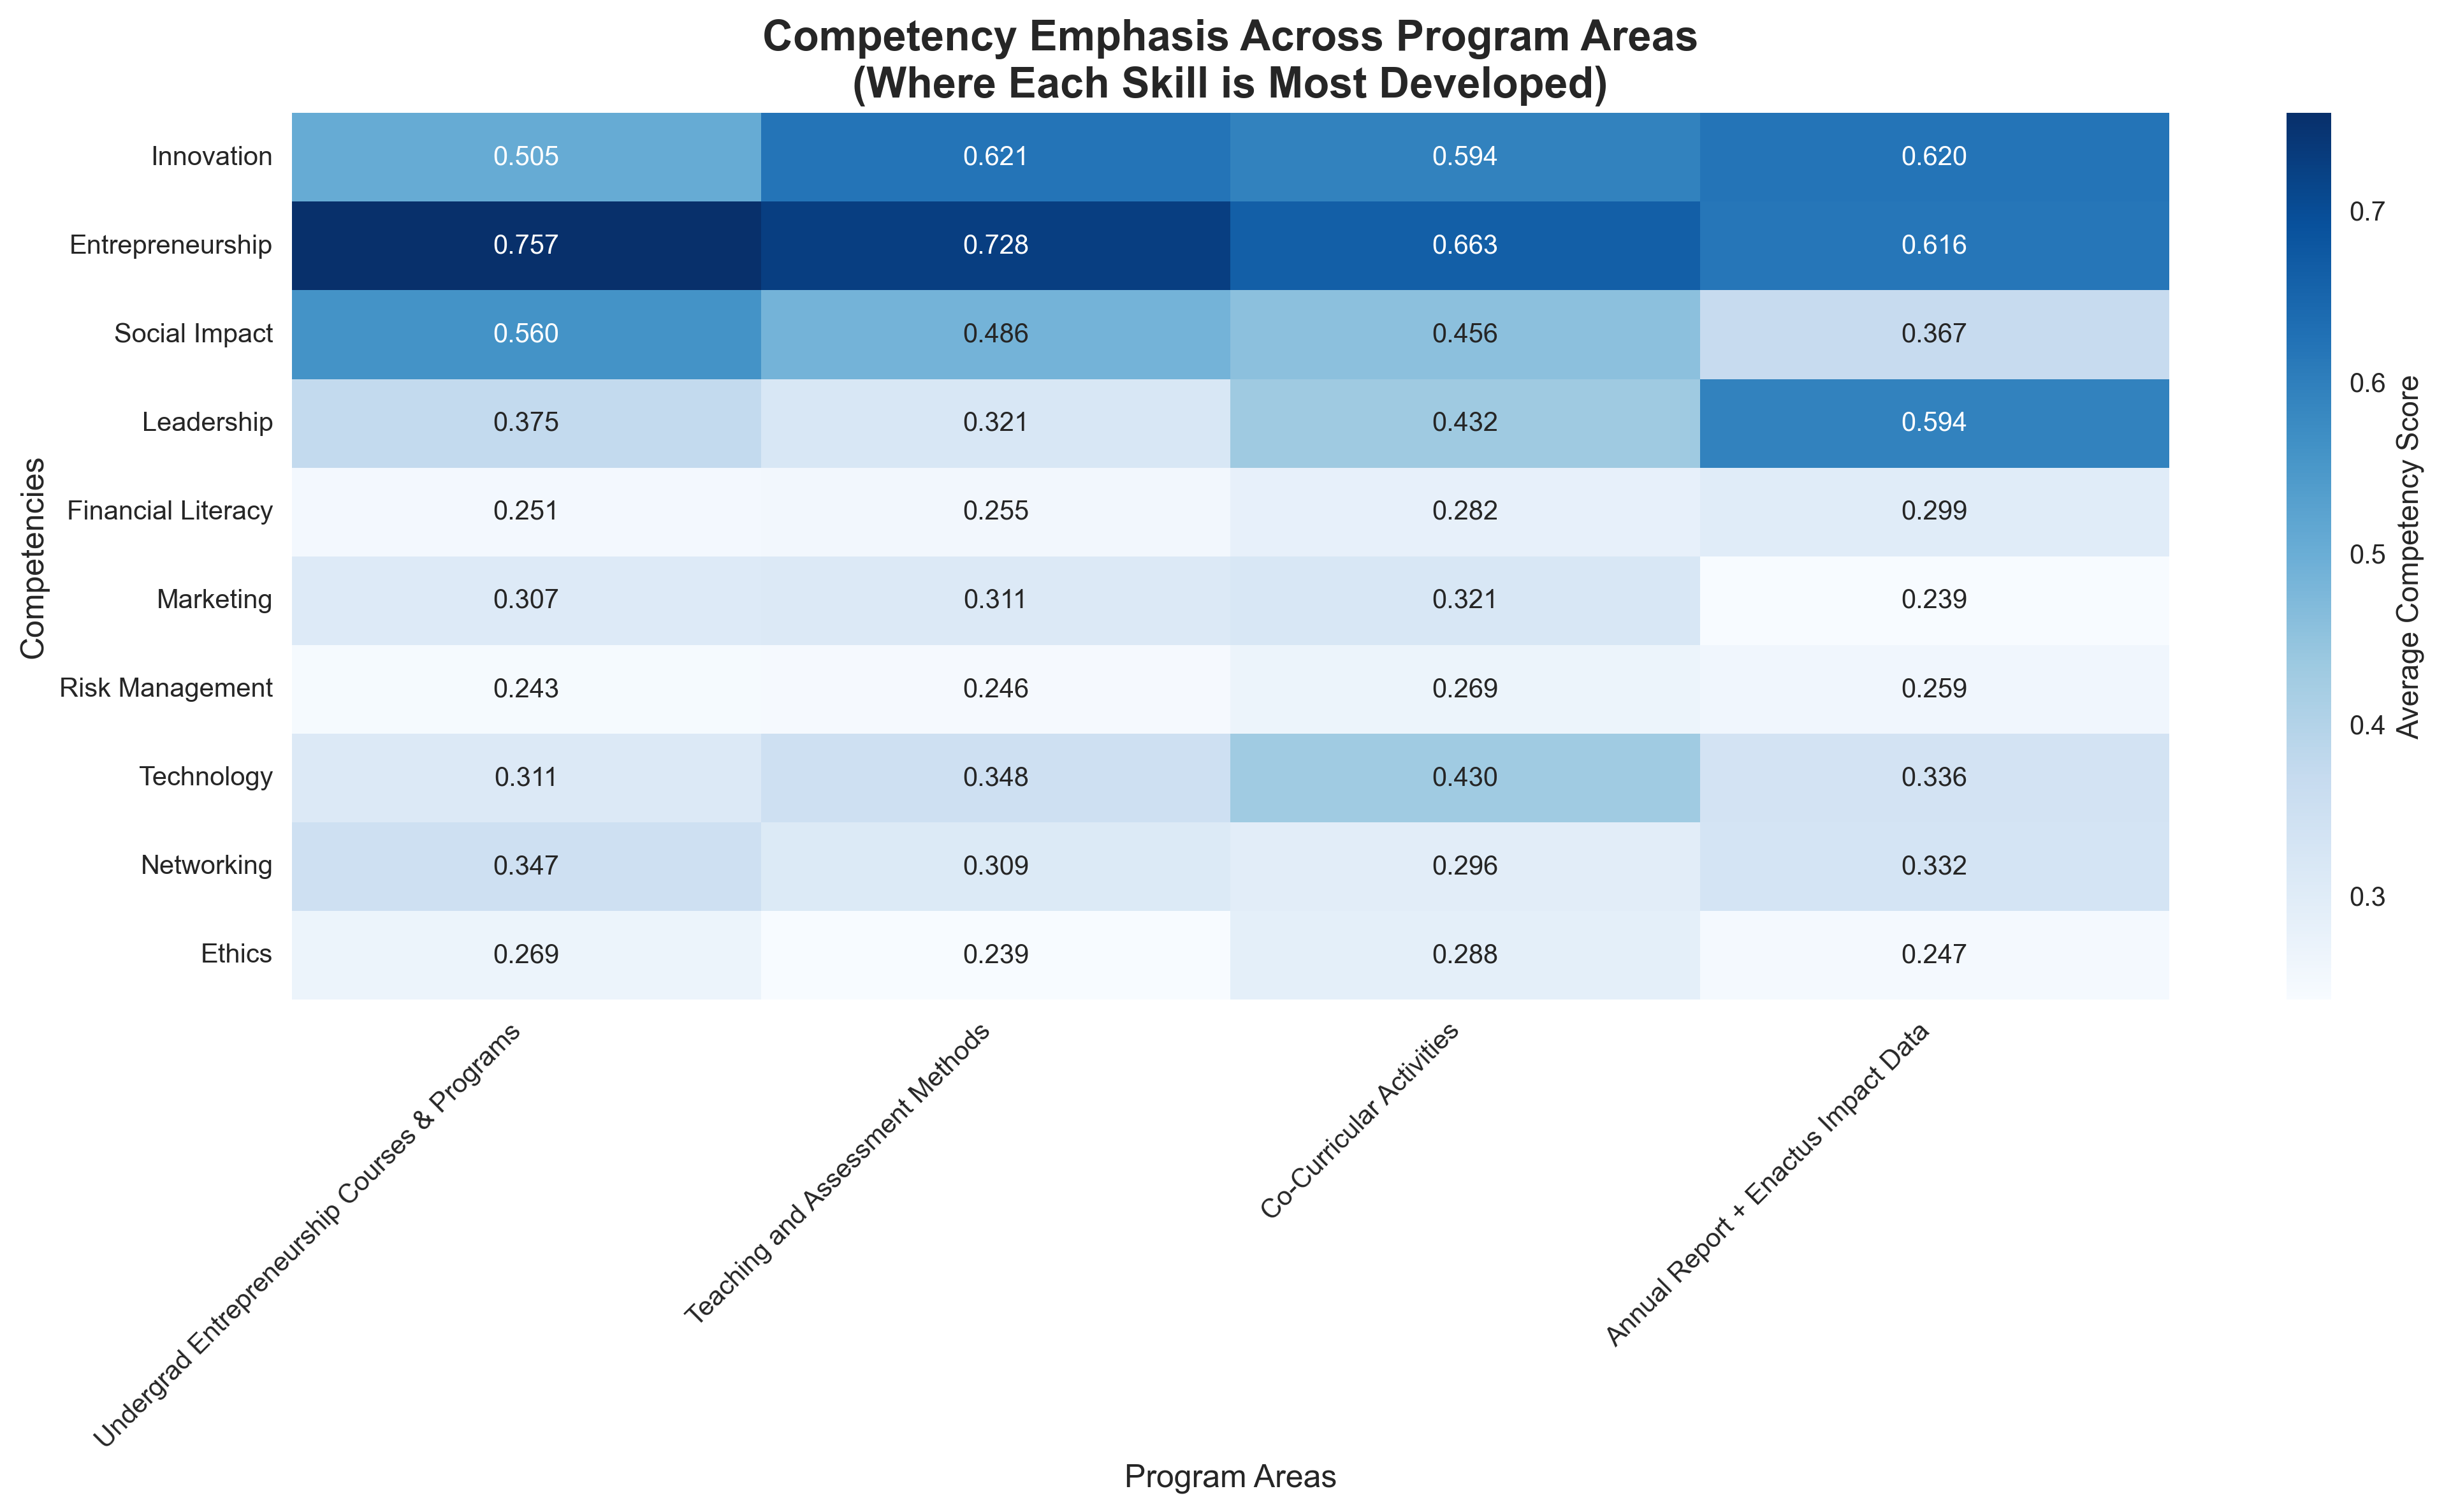 Competency Emphasis Across Program Areas
(Where Each Skill is Most Developed)
Competencies
Innovation 0.505 0.621 0.594 0.620
Entrepreneurship 0.757 0.728 0.663 0.616
Social Impact 0.560 0.486 0.456 0.367
Leadership 0.375 0.321 0.432 0.594
Financial Literacy 0.251 0.255 0.282 0.299
Marketing 0.307 0.311 0.321 0.239
Risk Management 0.243 0.246 0.269 0.259
Technology 0.311 0.348 0.430 0.336
Networking 0.347 0.309 0.296 0.332
Ethics 0.269 0.239 0.288 0.247
Undergrad Entrepreneurship Courses & Programs
Teaching and Assessment Methods
Co-Curricular Activities
Annual Report + Enactus Impact Data
Program Areas
0.7
0.6
0.5
0.4
0.3
Average Competency Score